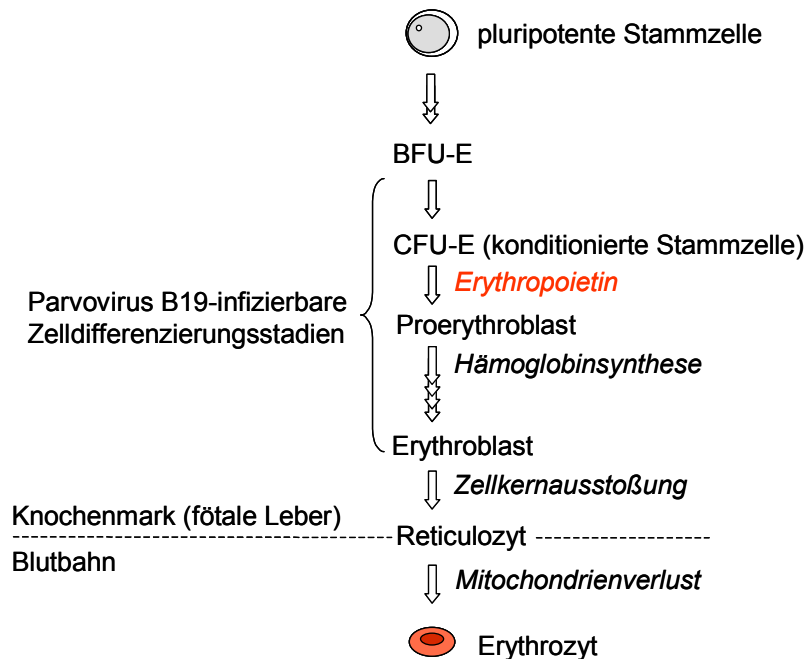 pluripotente Stammzelle
BFU-E
CFU-E (konditionierte Stammzelle)
Erythropoietin
Parvovirus B19-infizierbare
Zelldifferenzierungsstadien
Proerythroblast
Hämoglobinsynthese
Erythroblast
Zellkernausstoßung
Knochenmark (fötale Leber)
Reticulozyt
Blutbahn
Mitochondrienverlust
Erythrozyt